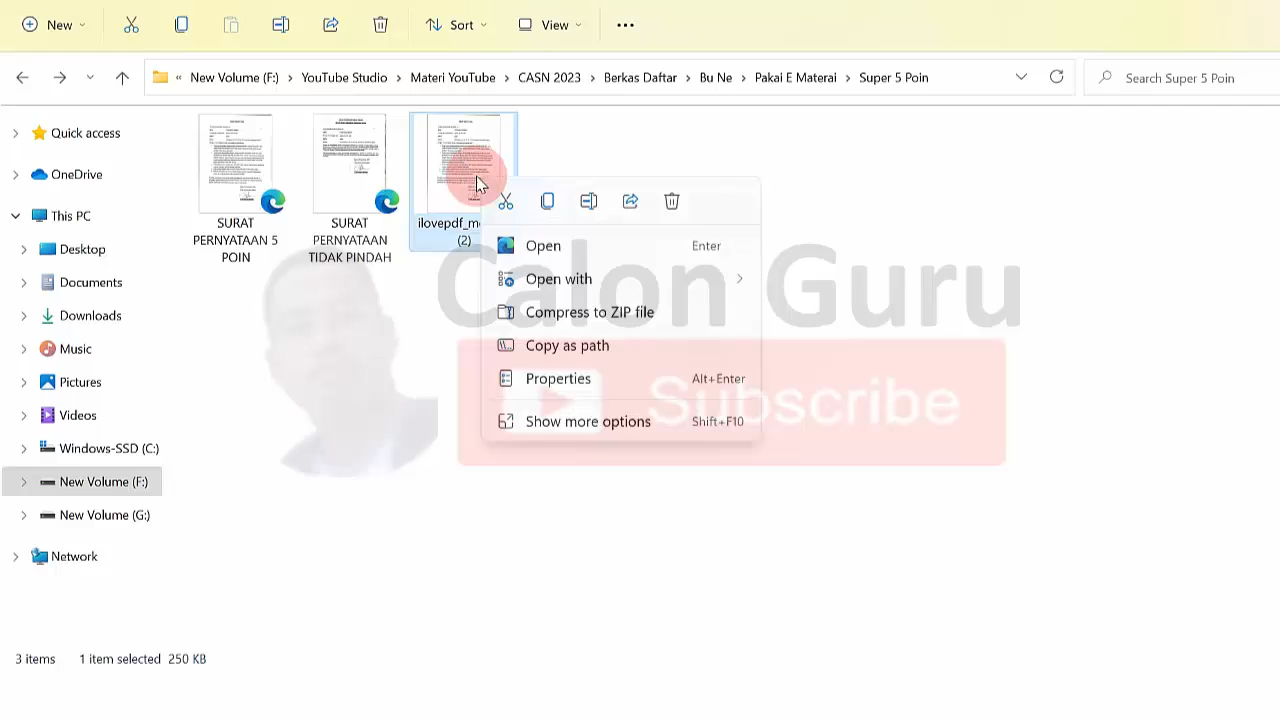 New
Sort
View
« New Volume (F:) > YouTube Studio > Materi YouTube > CASN 2023 > Berkas Daftar > Bu Ne > Pakai E Materai > Super 5 Poin
Search Super 5 Poin
Quick access
OneDrive
This PC
Desktop
Documents
Downloads
Music
Pictures
Videos
Windows-SSD (C:)
New Volume (F:)
New Volume (G:)
Network
SURAT
PERNYATAAN 5
POIN
SURAT
PERNYATAAN
TIDAK PINDAH
ilovepdf_m
(2)
Open Enter
Open with
Compress to ZIP file
Copy as path
Properties Alt+Enter
Show more options Shift+F10
Calon Guru
Subscribe
3 items 1 item selected 250 KB